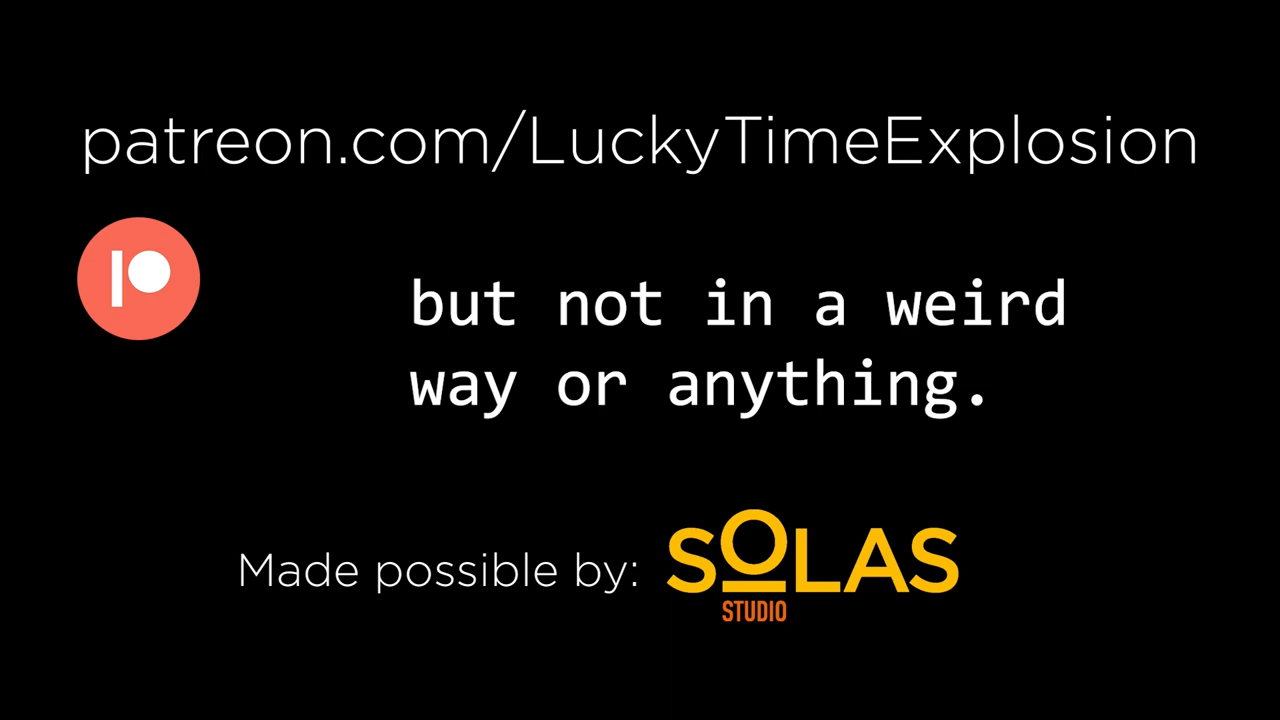 patreon.com/LuckyTimeExplosion
but not in a weird
way or anything.
Made possible by: SOLAS
STUDIO